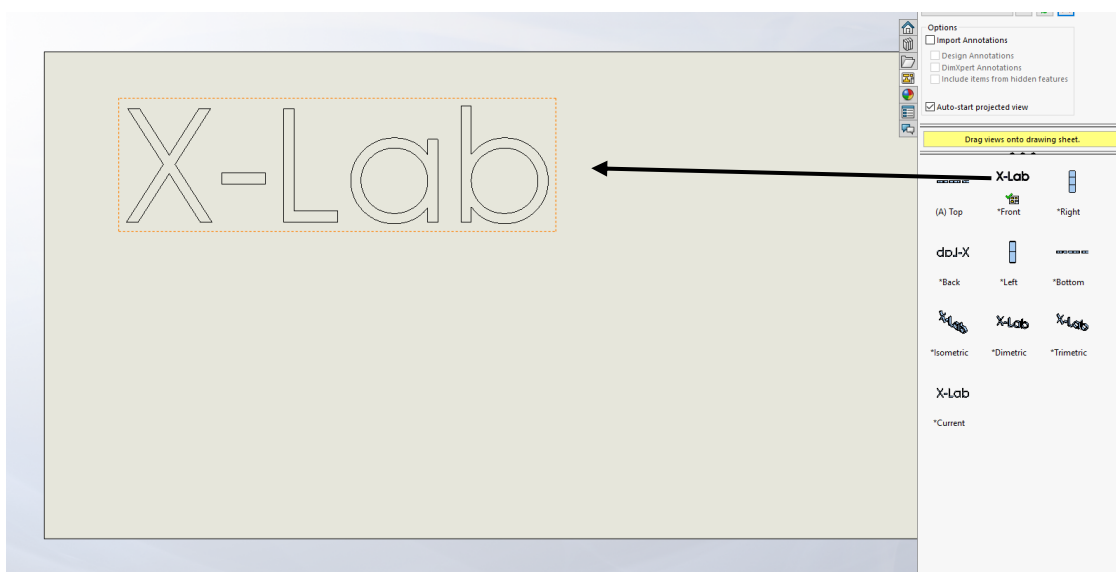 X-Lab
Options
Import Annotations
Design Annotations
DimXpert Annotations
Include items from hidden features
Auto-start projected view
Drag views onto drawing sheet.
X-Lab
(A) Top *Front *Right
X-Lab
*Back *Left *Bottom
X-Lab X-Lab X-Lab
*Isometric *Dimetric *Trimetric
X-Lab
*Current